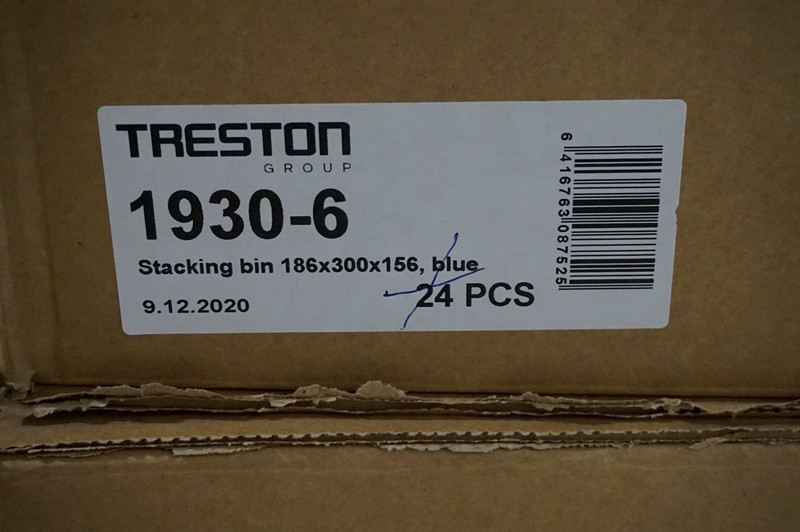 TRESTON
GROUP
1930-6
Stacking bin 186x300x156, blue
24 PCS
9.12.2020
6 416763 087525